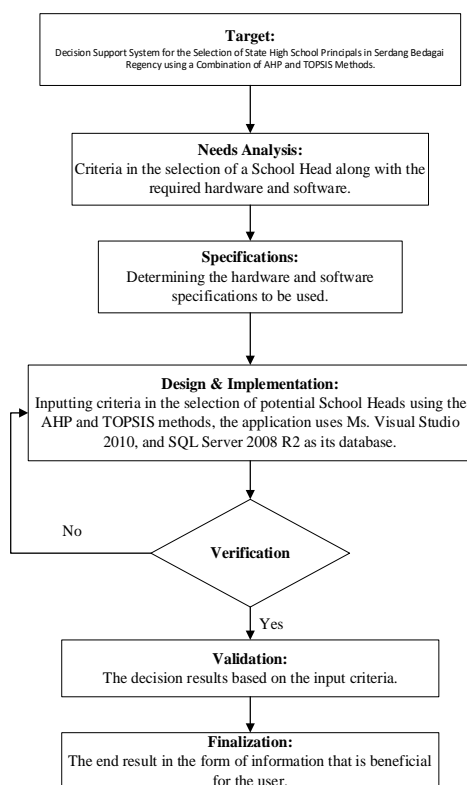 Target:
Decision Support System for the Selection of State High School Principals in Serdang Bedagai
Regency using a Combination of AHP and TOPSIS Methods.
Needs Analysis:
Criteria in the selection of a School Head along with the
required hardware and software.
Specifications:
Determining the hardware and software
specifications to be used.
Design & Implementation:
Inputting criteria in the selection of potential School Heads using the
AHP and TOPSIS methods, the application uses Ms. Visual Studio
2010, and SQL Server 2008 R2 as its database.
No
Verification
Yes
Validation:
The decision results based on the input criteria.
Finalization:
The end result in the form of information that is beneficial
for the user.